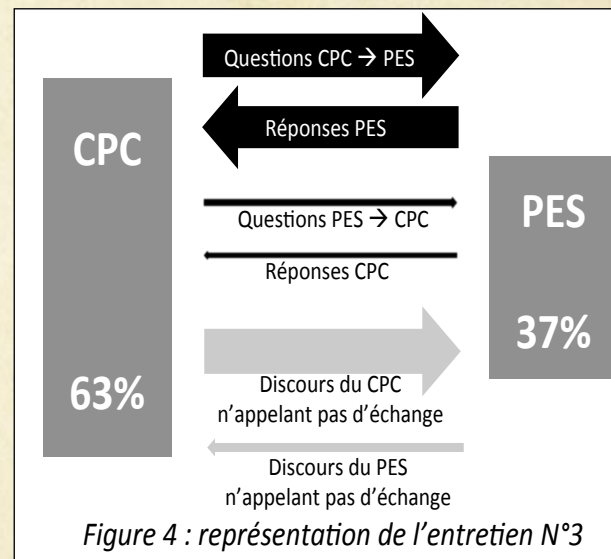 Questions CPC → PES
Réponses PES
CPC
PES
Questions PES → CPC
Réponses CPC
63%
37%
Discours du CPC
n'appelant pas d'échange
Discours du PES
n'appelant pas d'échange
Figure 4 : représentation de l'entretien N°3